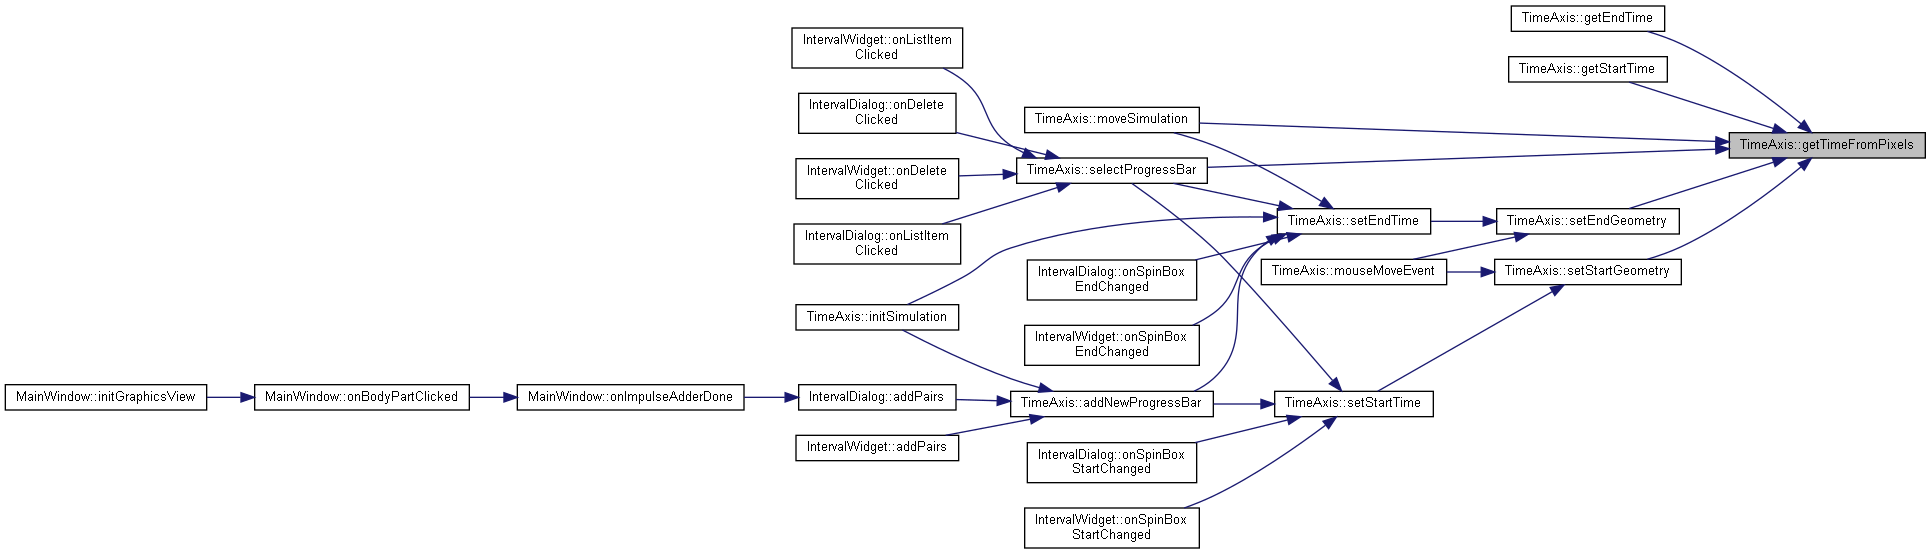 TimeAxis::getEndTime
IntervalWidget::onListItem
Clicked
TimeAxis::getStartTime
IntervalDialog::onDelete
Clicked
TimeAxis::moveSimulation
TimeAxis::getTimeFromPixels
IntervalWidget::onDelete
Clicked
TimeAxis::selectProgressBar
IntervalDialog::onListItem
Clicked
TimeAxis::setEndTime
TimeAxis::setEndGeometry
IntervalDialog::onSpinBox
EndChanged
TimeAxis::mouseMoveEvent
TimeAxis::setStartGeometry
TimeAxis::initSimulation
IntervalWidget::onSpinBox
EndChanged
MainWindow::initGraphicsView
MainWindow::onBodyPartClicked
MainWindow::onImpulseAdderDone
IntervalDialog::addPairs
TimeAxis::addNewProgressBar
TimeAxis::setStartTime
IntervalWidget::addPairs
IntervalDialog::onSpinBox
StartChanged
IntervalWidget::onSpinBox
StartChanged